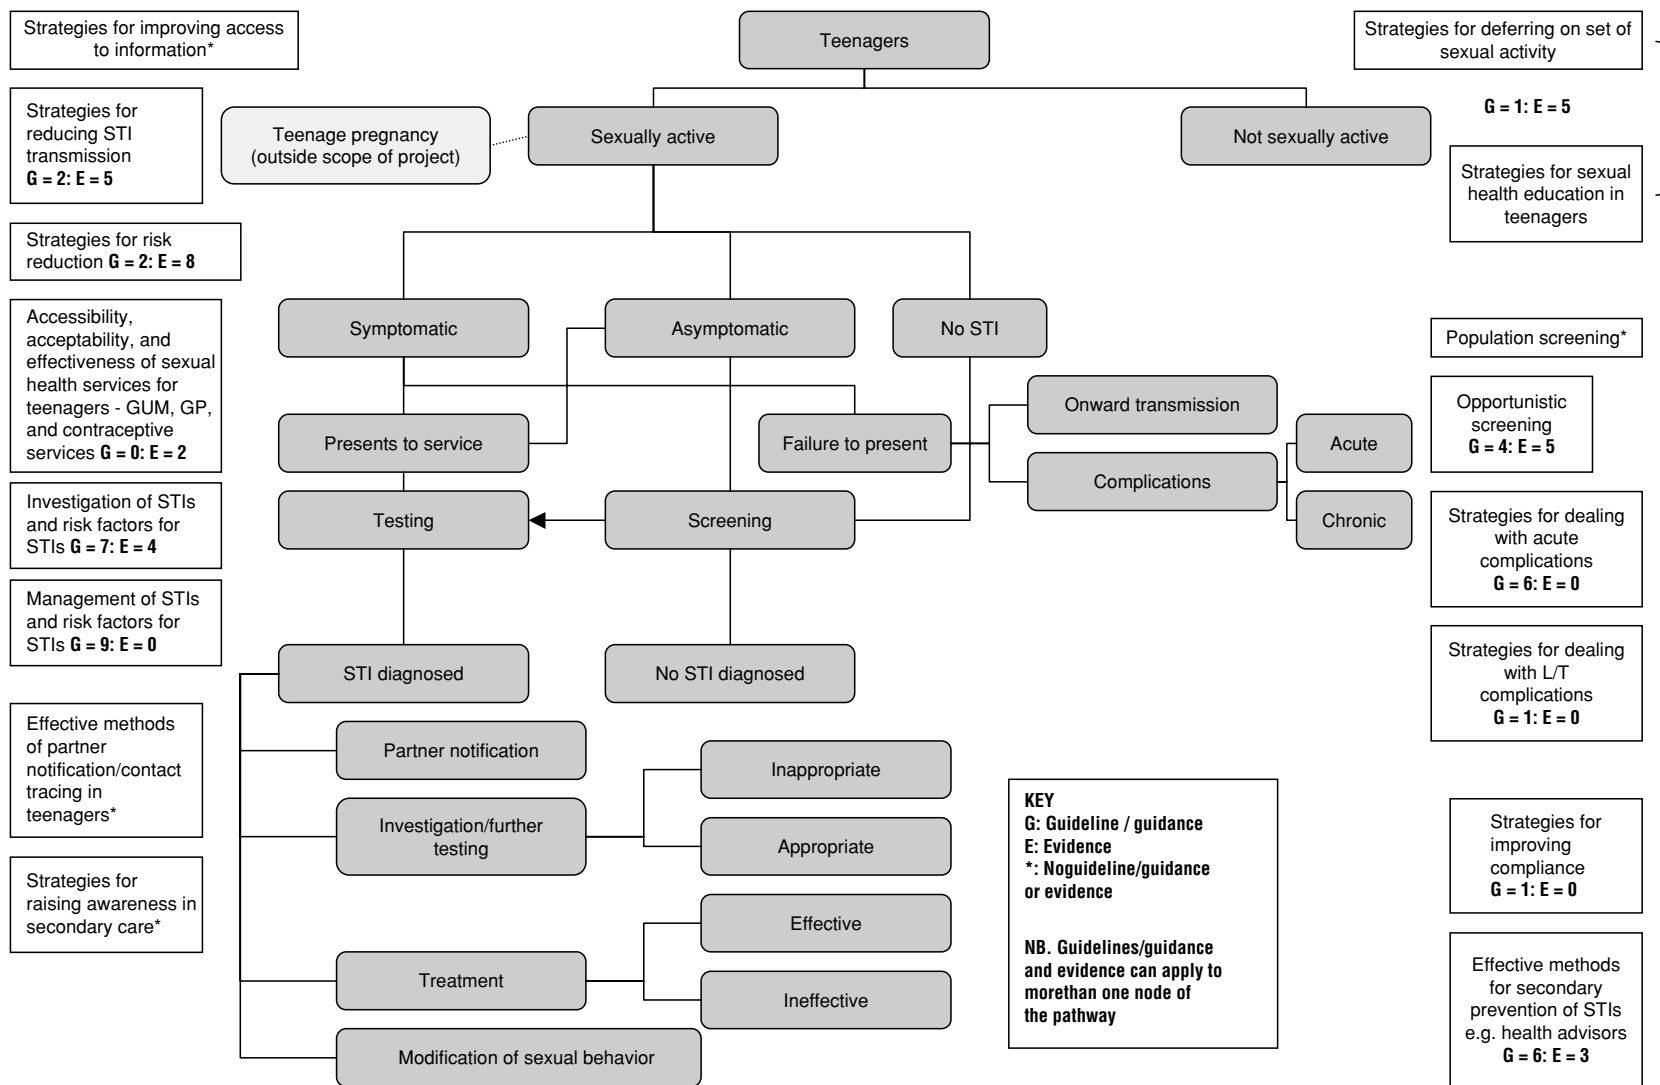 Strategies for improving access
to information*
Teenagers
Strategies for deferring on set of
sexual activity
G = 1: E = 5
Strategies for
reducing STI
transmission
G = 2: E = 5
Teenage pregnancy
(outside scope of project)
Sexually active
Not sexually active
Strategies for sexual
health education in
teenagers
Strategies for risk
reduction G = 2: E = 8
Accessibility,
acceptability, and
effectiveness of sexual
health services for
teenagers - GUM, GP,
and contraceptive
services G = 0: E = 2
Symptomatic
Asymptomatic
No STI
Population screening*
Presents to service
Failure to present
Onward transmission
Complications
Acute
Chronic
Opportunistic
screening
G = 4: E = 5
Investigation of STIs
and risk factors for
STIs G = 7: E = 4
Testing
Screening
Strategies for dealing
with acute
complications
G = 6: E = 0
Management of STIs
and risk factors for
STIs G = 9: E = 0
STI diagnosed
No STI diagnosed
Strategies for dealing
with L/T
complications
G = 1: E = 0
Effective methods
of partner
notification/contact
tracing in
teenagers*
Partner notification
Inappropriate
Investigation/further
testing
Appropriate
KEY
G: Guideline / guidance
E: Evidence
*: Noguideline/guidance
or evidence
NB. Guidelines/guidance
and evidence can apply to
morethan one node of
the pathway
Strategies for
improving
compliance
G = 1: E = 0
Strategies for
raising awareness in
secondary care*
Effective
Treatment
Ineffective
Modification of sexual behavior
Effective methods
for secondary
prevention of STIs
e.g. health advisors
G = 6: E = 3